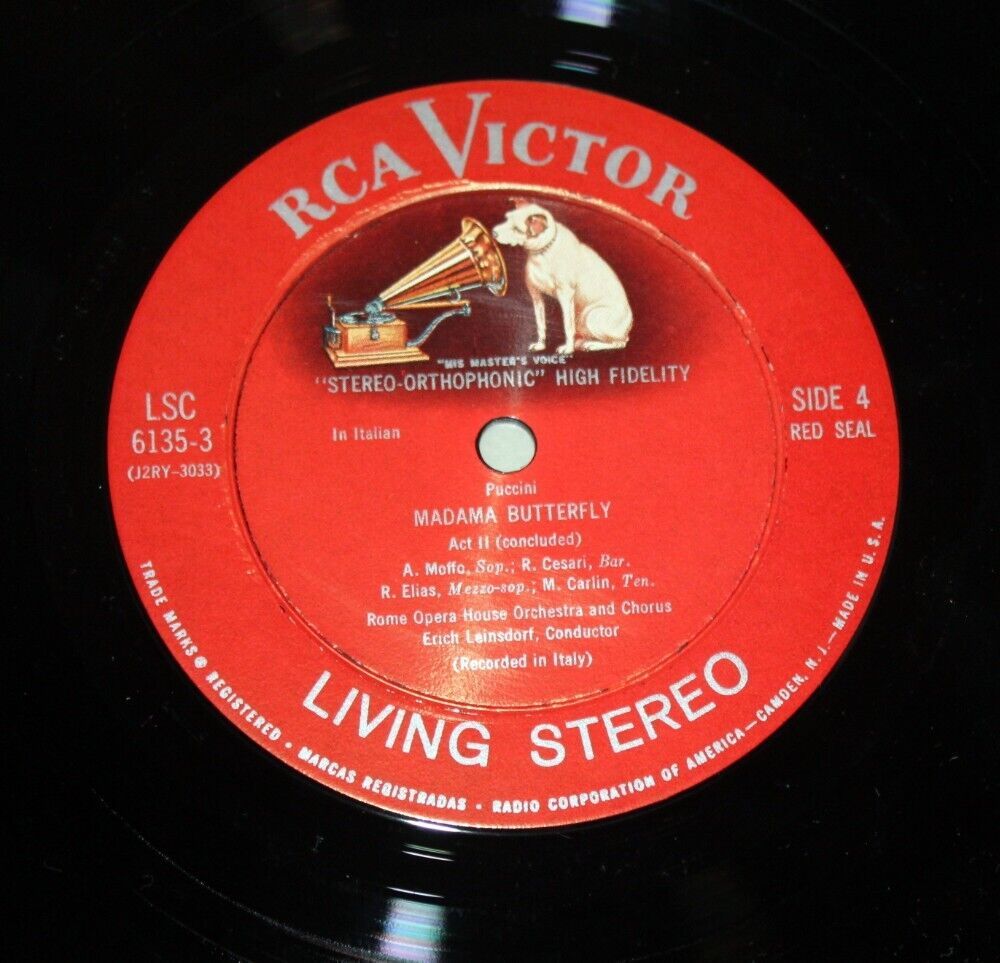 RCA VICTOR
"HIS MASTER'S VOICE"
"STEREO-ORTHOPHONIC" HIGH FIDELITY
LSC
6135-3
(J2RY-3033)
In Italian
SIDE 4
RED SEAL
Puccini
MADAMA BUTTERFLY
Act II (concluded)
A. Moffo, Sop.; R. Cesari, Bar.
R. Elias, Mezzo-sop.; M. Carlin, Ten.
Rome Opera House Orchestra and Chorus
Erich Leinsdorf, Conductor
(Recorded in Italy)
LIVING STEREO
TRADE MARKS ® REGISTERED • MARCAS REGISTRADAS • RADIO CORPORATION OF AMERICA—CAMDEN, N. J.—MADE IN U. S. A.